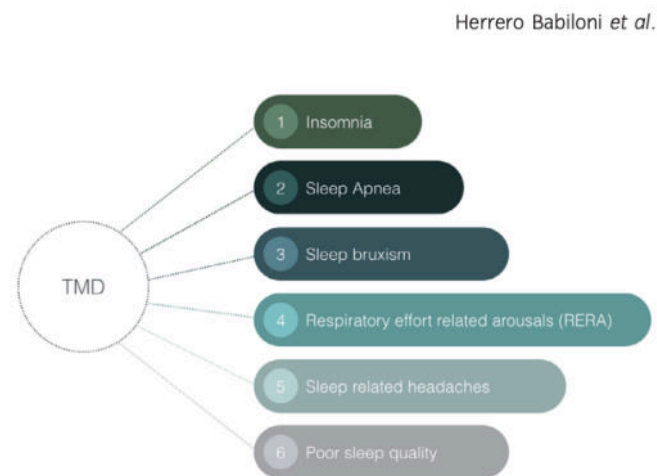 Herrero Babiloni et al.
1 Insomnia
2 Sleep Apnea
3 Sleep bruxism
TMD
4 Respiratory effort related arousals (RERA)
5 Sleep related headaches
6 Poor sleep quality